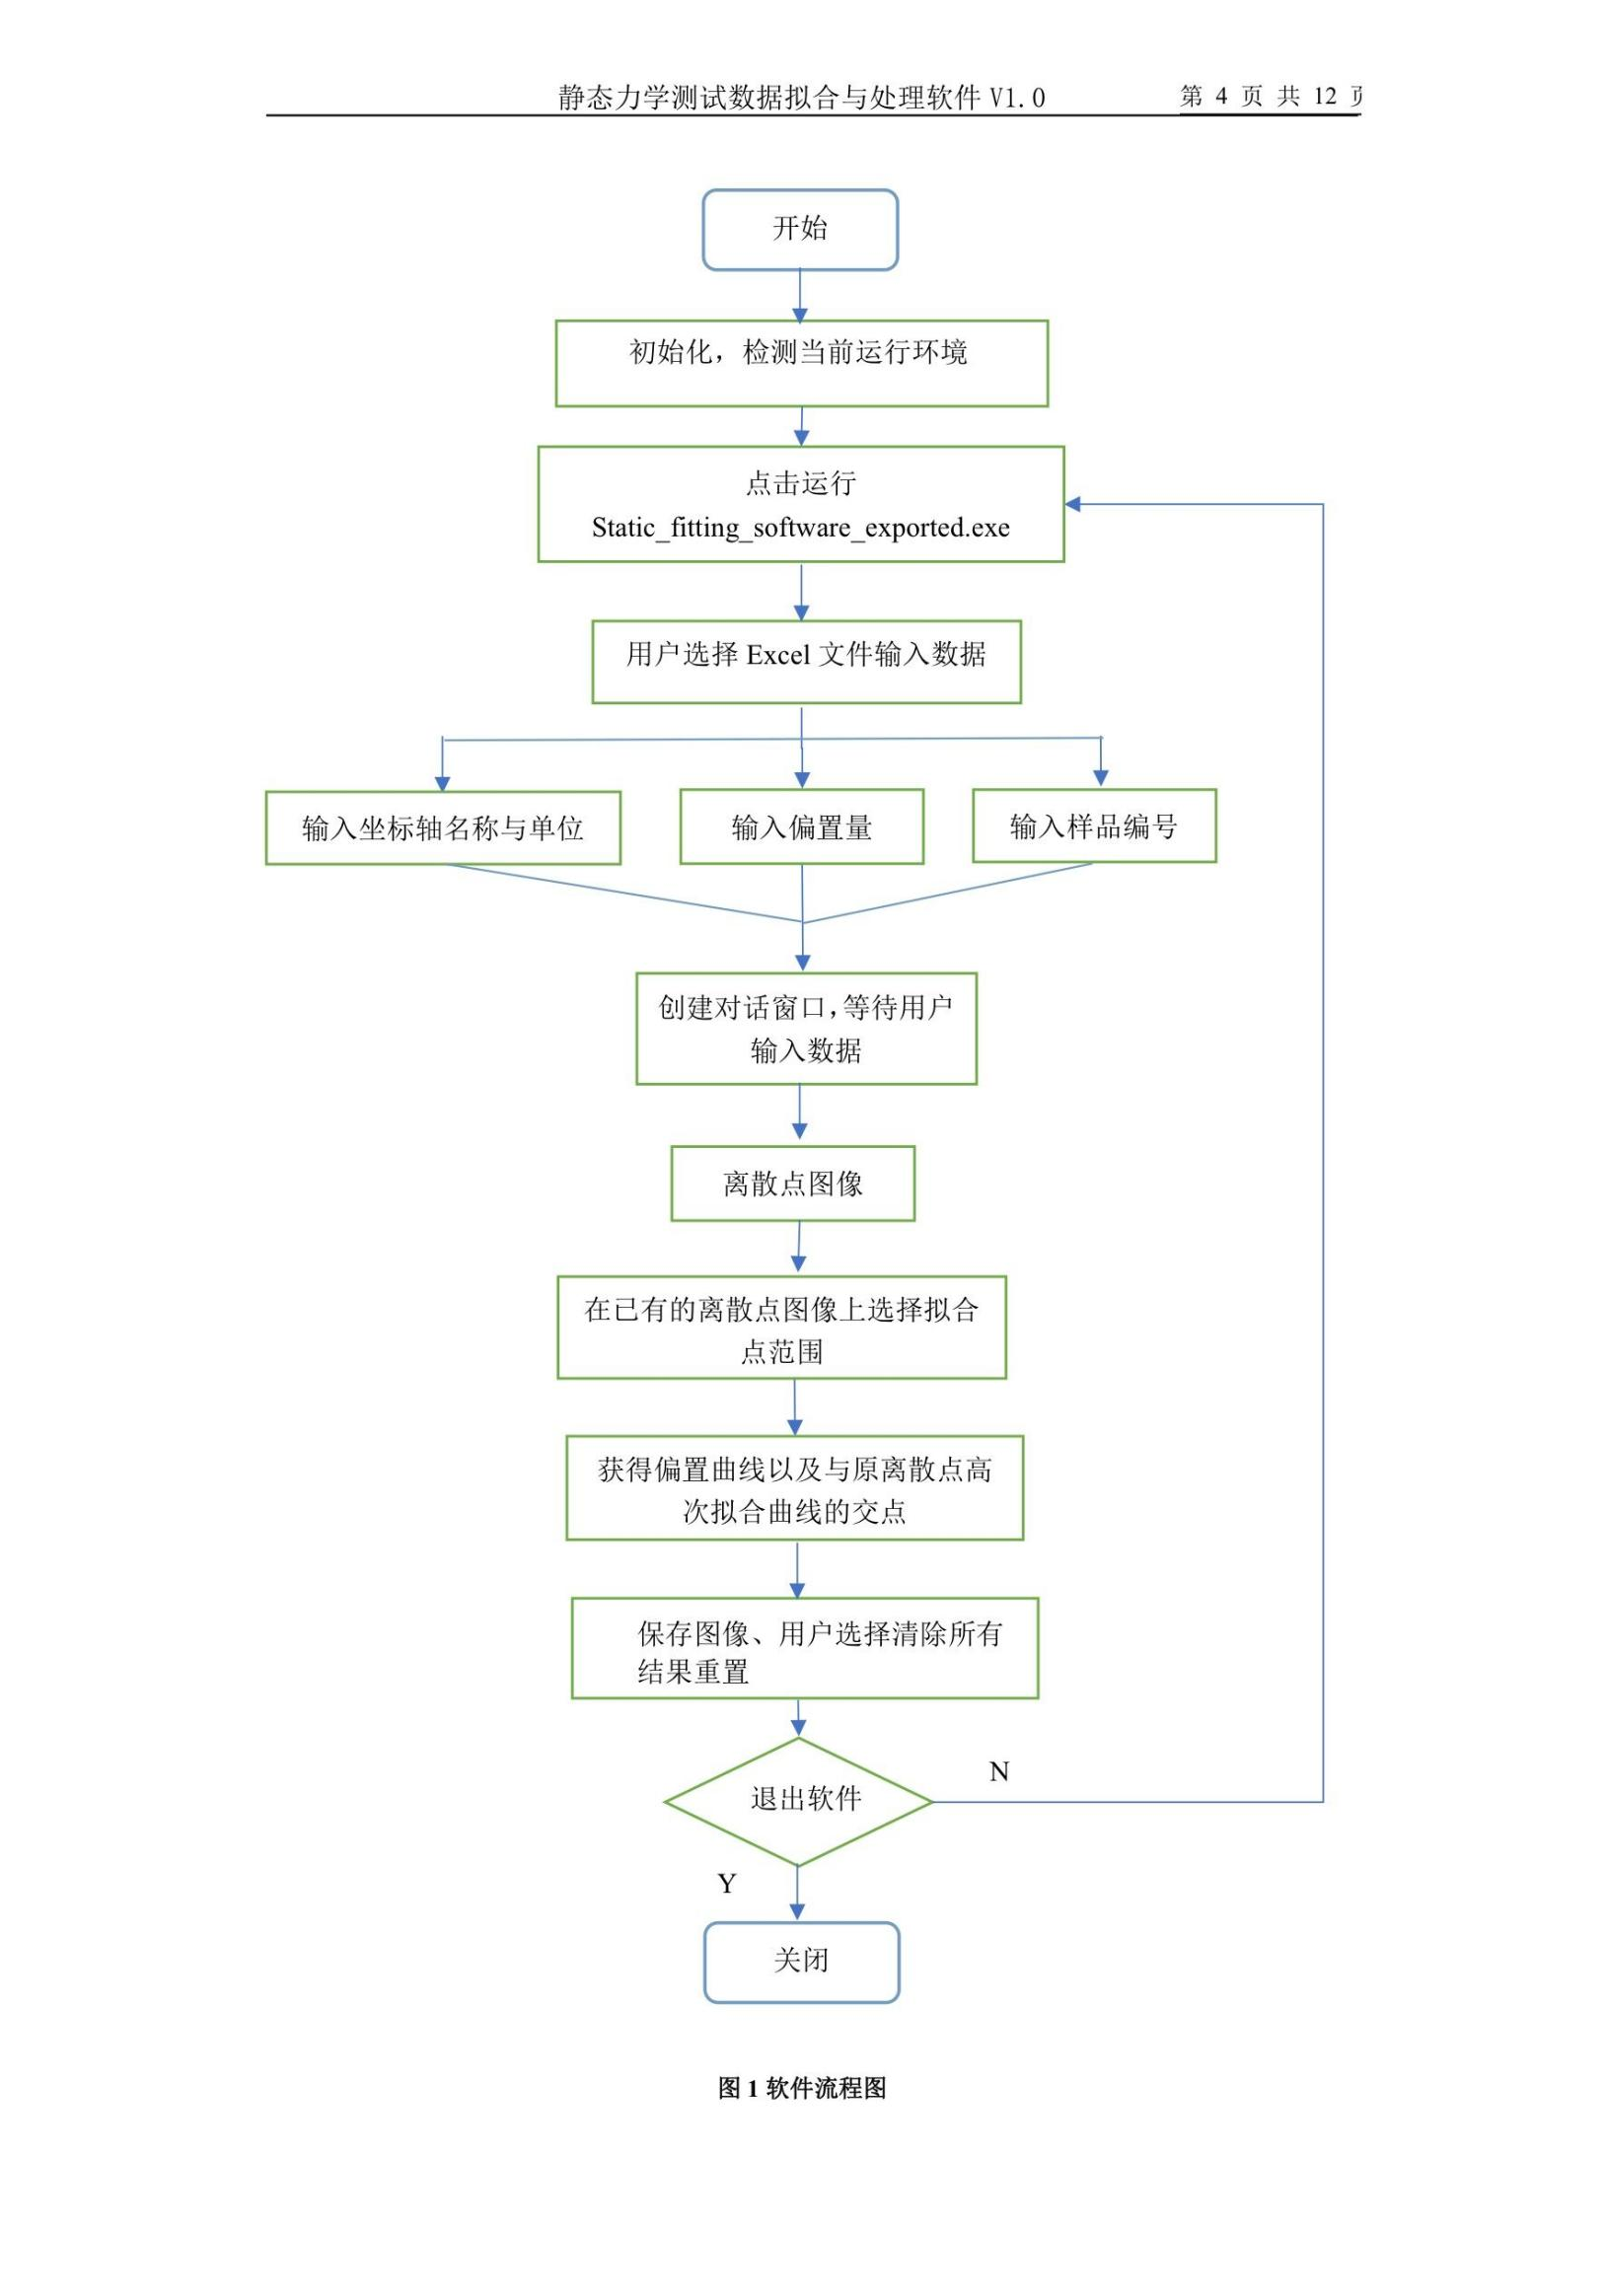 静态力学测试数据拟合与处理软件 V1.0
第 4 页 共 12
开始
初始化，检测当前运行环境
点击运行
Static_fitting_software_exported.exe
用户选择 Excel 文件输入数据
输入坐标轴名称与单位
输入偏置量
输入样品编号
创建对话窗口，等待用户
输入数据
离散点图像
在已有的离散点图像上选择拟合
点范围
获得偏置曲线以及与原离散点高
次拟合曲线的交点
保存图像、用户选择清除所有
结果重置
退出软件
N
Y
关闭
图 1 软件流程图